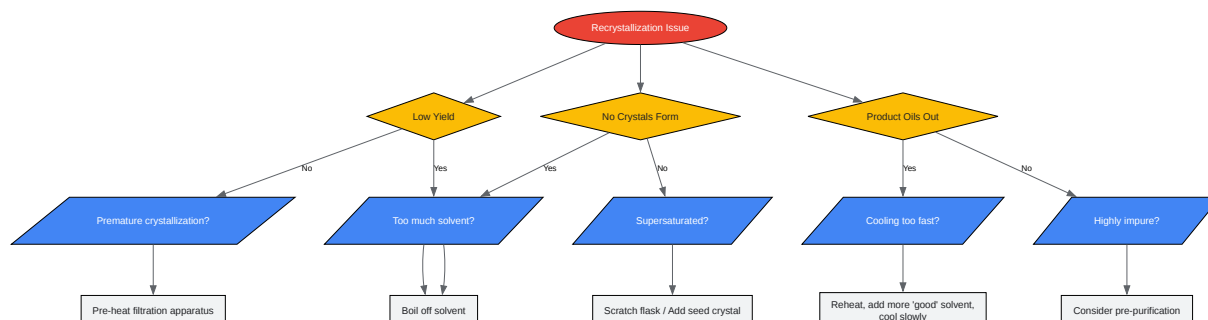 Recrystallization Issue
Low Yield
No Crystals Form
Product Oils Out
No
Yes
Yes
No
Yes
No
Premature crystallization?
Too much solvent?
Supersaturated?
Cooling too fast?
Highly impure?
Pre-heat filtration apparatus
Boil off solvent
Scratch flask / Add seed crystal
Reheat, add more 'good' solvent,
cool slowly
Consider pre-purification